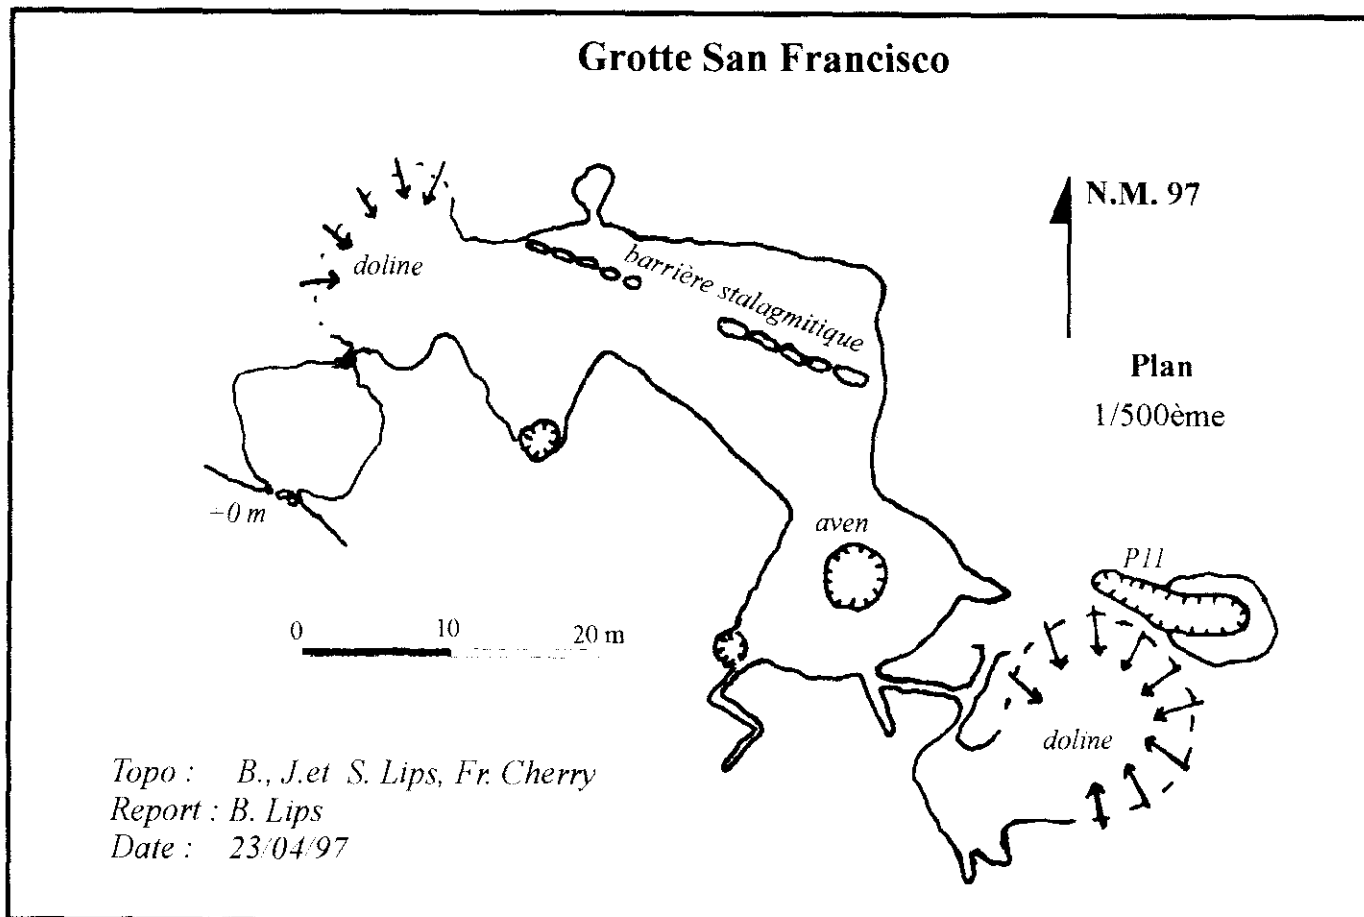 Grotte San Francisco
N.M. 97
doline
barrière stalagmitique
Plan
1/500ème
÷0 m
aven
P11
0 10 20 m
doline
Topo : B., J.et S. Lips, Fr. Cherry
Report : B. Lips
Date : 23/04/97